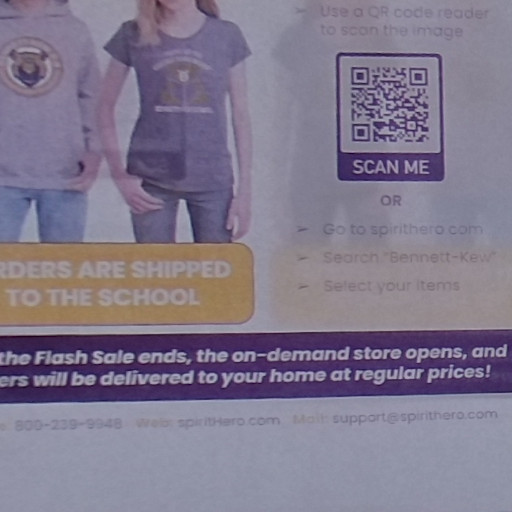 ➢ Use a QR code reader
to scan the image
SCAN ME
OR
➢ Go to spirithero.com
➢ Search "Bennett-Kew"
➢ Select your items
RDERS ARE SHIPPED
TO THE SCHOOL
the Flash Sale ends, the on-demand store opens, and
ers will be delivered to your home at regular prices!
800-239-9948 Web: spiritHero.com Mail: support@spirithero.com